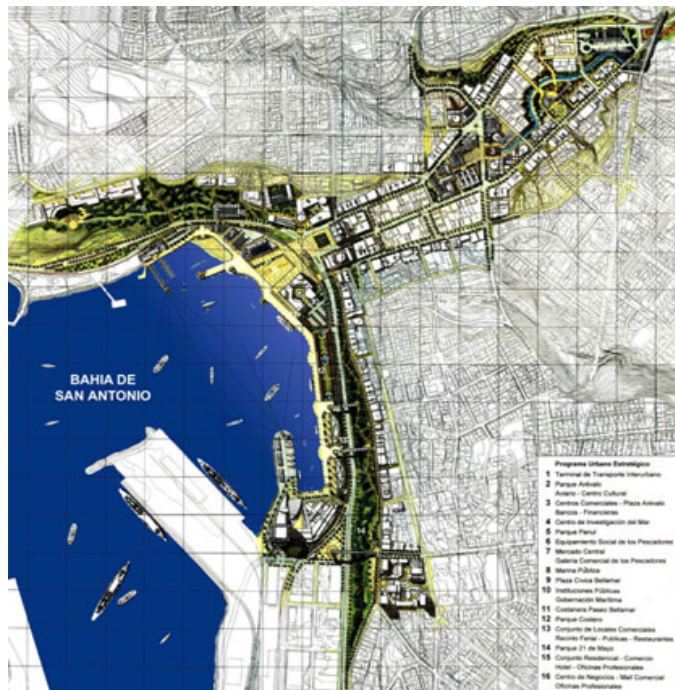 BAHIA DE
SAN ANTONIO
Programa Urbano Estratégico
1 Terminal de Transporte Interurbano
2 Parque Arévalo
Aviario - Centro Cultural
3 Centros Comerciales - Plaza Arévalo
Bancos - Financieras
4 Centro de Investigación del Mar
5 Parque Panul
6 Equipamiento Social de los Pescadores
7 Mercado Central
Galería Comercial de los Pescadores
8 Marina Pública
9 Plaza Cívica Bellamar
10 Instituciones Públicas
Gobernación Marítima
11 Costanera Paseo Bellamar
12 Parque Costero
13 Conjunto de Locales Comerciales
Recinto Ferial - Publicas - Restaurantes
14 Parque 21 de Mayo
15 Conjunto Residencial - Comercio
Hotel - Oficinas Profesionales
16 Centro de Negocios - Mall Comercial
Oficinas Profesionales
14